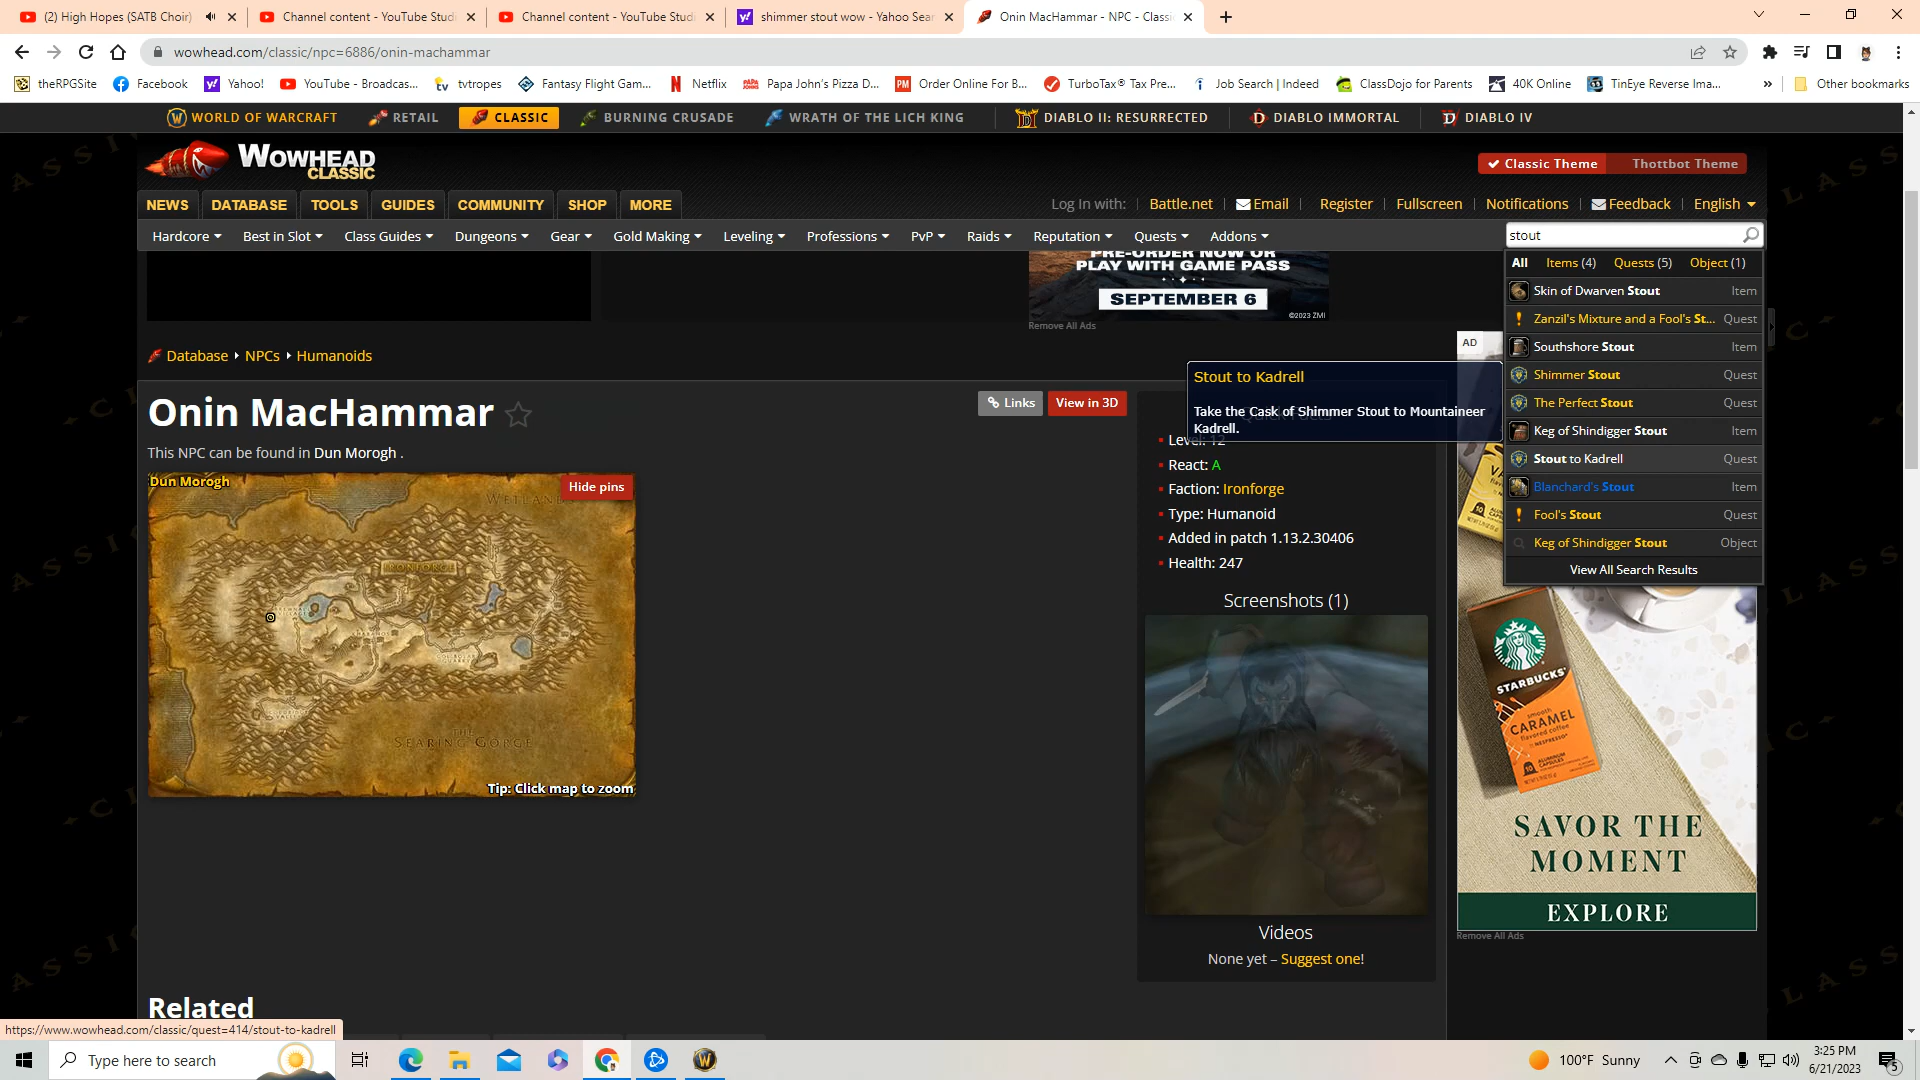 (2) High Hopes (SATB Choir)
Channel content - YouTube Studi
Channel content - YouTube Studi
shimmer stout wow - Yahoo Sear
Onin MacHammar - NPC - Classi
wowhead.com/classic/npc=6886/onin-machammar
theRPGSite
Facebook
Yahoo!
YouTube - Broadcas...
tvtropes
Fantasy Flight Gam...
Netflix
Papa John's Pizza D...
Order Online For B...
TurboTax® Tax Pre...
Job Search | Indeed
ClassDojo for Parents
40K Online
TinEye Reverse Ima...
»
Other bookmarks
WORLD OF WARCRAFT
RETAIL
CLASSIC
BURNING CRUSADE
WRATH OF THE LICH KING
DIABLO II: RESURRECTED
DIABLO IMMORTAL
DIABLO IV
WOWHEAD
CLASSIC
Classic Theme
Thottbot Theme
NEWS
DATABASE
TOOLS
GUIDES
COMMUNITY
SHOP
MORE
Log In with:
Battle.net
Email
Register
Fullscreen
Notifications
Feedback
English
Hardcore
Best in Slot
Class Guides
Dungeons
Gear
Gold Making
Leveling
Professions
PvP
Raids
Reputation
Quests
Addons
stout
All
Items (4)
Quests (5)
Object (1)
Skin of Dwarven Stout Item
Zanzil's Mixture and a Fool's St... Quest
Southshore Stout Item
Shimmer Stout Quest
The Perfect Stout Quest
Keg of Shindigger Stout Item
Stout to Kadrell Quest
Blanchard's Stout Item
Fool's Stout Quest
Keg of Shindigger Stout Object
View All Search Results
PRE-ORDER NOW OR
PLAY WITH GAME PASS
SEPTEMBER 6
©2023 ZMI
Remove All Ads
AD
Database
NPCs
Humanoids
Onin MacHammar
Links
View in 3D
This NPC can be found in Dun Morogh .
Dun Morogh
Hide pins
WETLANDS
IRONFORGE
THE
SEARING GORGE
Tip: Click map to zoom
Stout to Kadrell
Take the Cask of Shimmer Stout to Mountaineer
Kadrell.
Level: 12
React: A
Faction: Ironforge
Type: Humanoid
Added in patch 1.13.2.30406
Health: 247
Screenshots (1)
Videos
None yet – Suggest one!
STARBUCKS®
smooth
CARAMEL
flavored coffee
SAVOR THE
MOMENT
EXPLORE
Remove All Ads
Related
https://www.wowhead.com/classic/quest=414/stout-to-kadrell
Type here to search
100°F Sunny
3:25 PM
6/21/2023
5